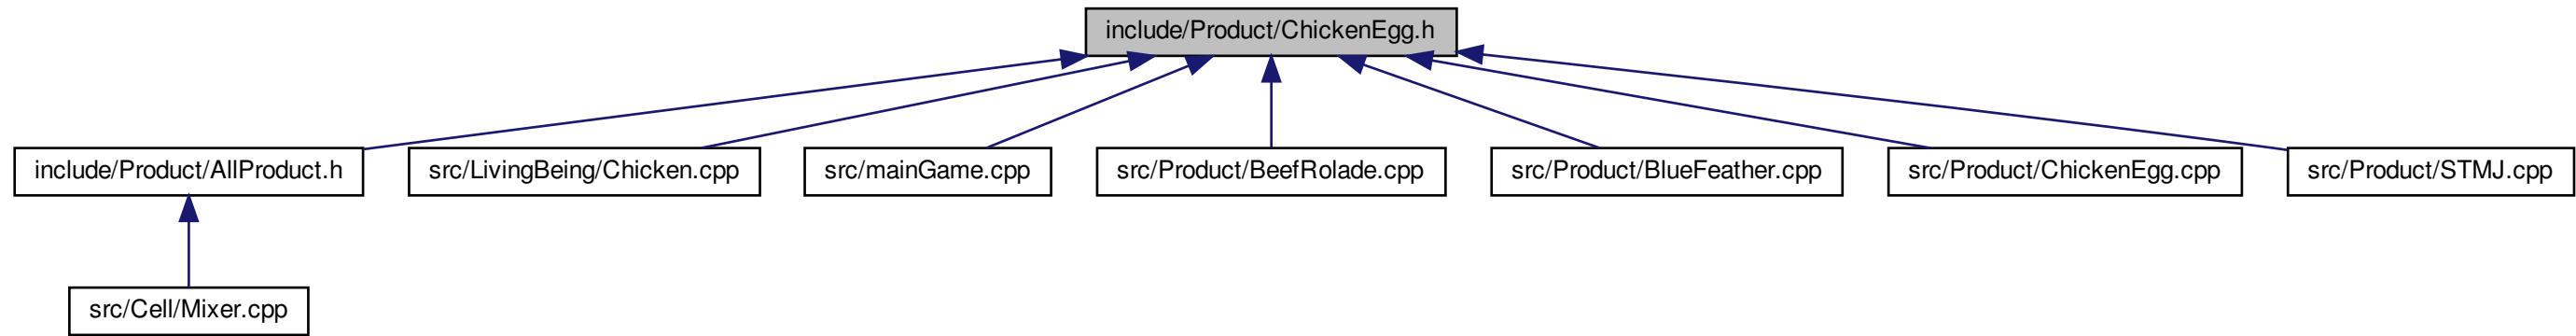 include/Product/ChickenEgg.h
include/Product/AllProduct.h
src/LivingBeing/Chicken.cpp
src/mainGame.cpp
src/Product/BeefRolade.cpp
src/Product/BlueFeather.cpp
src/Product/ChickenEgg.cpp
src/Product/STMJ.cpp
src/Cell/Mixer.cpp